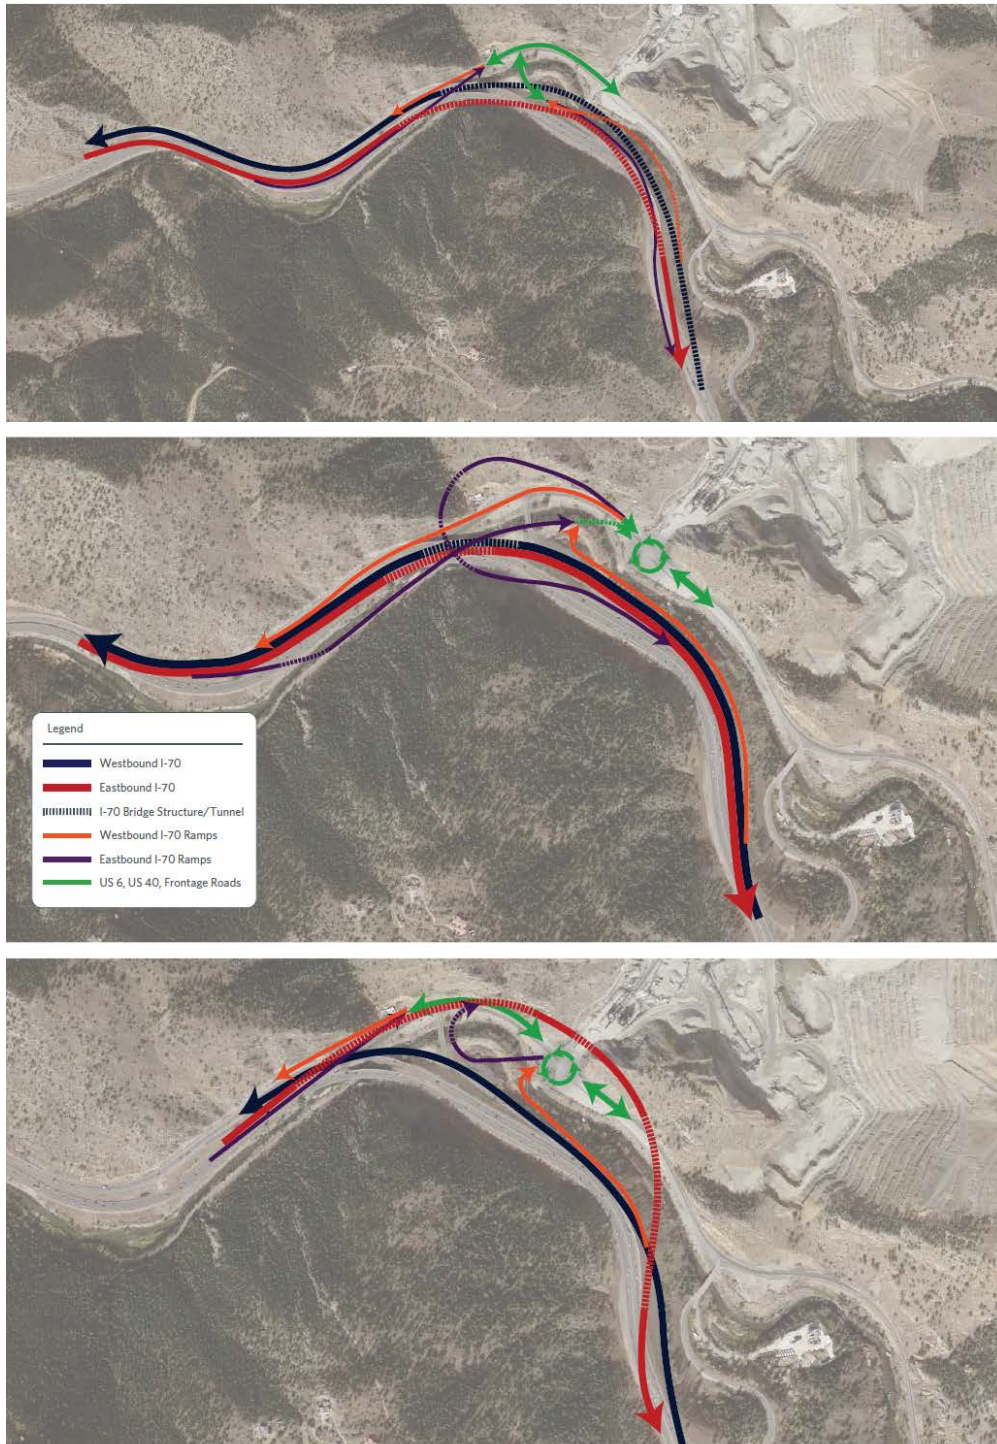 Legend
Westbound I-70
Eastbound I-70
I-70 Bridge Structure/Tunnel
Westbound I-70 Ramps
Eastbound I-70 Ramps
US 6, US 40, Frontage Roads